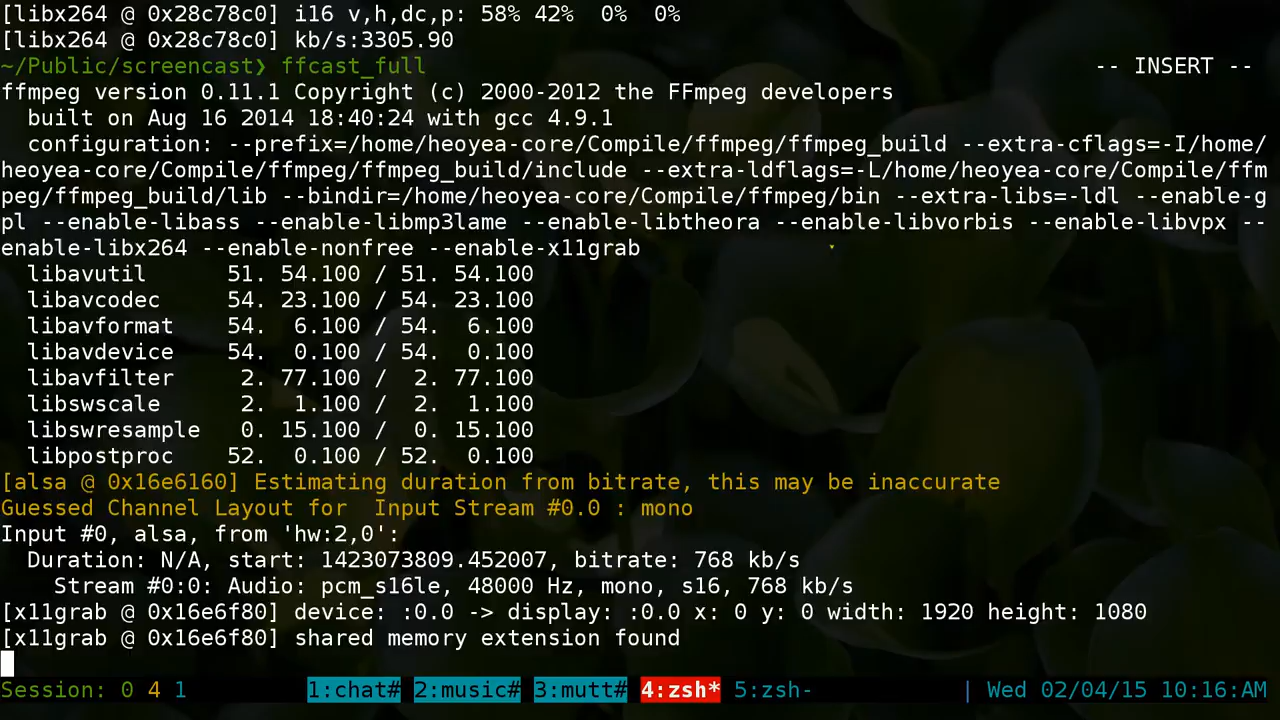 [libx264 @ 0x28c78c0] i16 v,h,dc,p: 58% 42%  0%  0%
[libx264 @ 0x28c78c0] kb/s:3305.90
~/Public/screencast❯ ffcast_full -- INSERT --
ffmpeg version 0.11.1 Copyright (c) 2000-2012 the FFmpeg developers
  built on Aug 16 2014 18:40:24 with gcc 4.9.1
  configuration: --prefix=/home/heoyea-core/Compile/ffmpeg/ffmpeg_build --extra-cflags=-I/home/
heoyea-core/Compile/ffmpeg/ffmpeg_build/include --extra-ldflags=-L/home/heoyea-core/Compile/ffm
peg/ffmpeg_build/lib --bindir=/home/heoyea-core/Compile/ffmpeg/bin --extra-libs=-ldl --enable-g
pl --enable-libass --enable-libmp3lame --enable-libtheora --enable-libvorbis --enable-libvpx --
enable-libx264 --enable-nonfree --enable-x11grab
  libavutil      51. 54.100 / 51. 54.100
  libavcodec     54. 23.100 / 54. 23.100
  libavformat    54.  6.100 / 54.  6.100
  libavdevice    54.  0.100 / 54.  0.100
  libavfilter     2. 77.100 /  2. 77.100
  libswscale      2.  1.100 /  2.  1.100
  libswresample   0. 15.100 /  0. 15.100
  libpostproc    52.  0.100 / 52.  0.100
[alsa @ 0x16e6160] Estimating duration from bitrate, this may be inaccurate
Guessed Channel Layout for  Input Stream #0.0 : mono
Input #0, alsa, from 'hw:2,0':
  Duration: N/A, start: 1423073809.452007, bitrate: 768 kb/s
    Stream #0:0: Audio: pcm_s16le, 48000 Hz, mono, s16, 768 kb/s
[x11grab @ 0x16e6f80] device: :0.0 -> display: :0.0 x: 0 y: 0 width: 1920 height: 1080
[x11grab @ 0x16e6f80] shared memory extension found
Session: 0 4 1 1:chat# 2:music# 3:mutt# 4:zsh* 5:zsh- | Wed 02/04/15 10:16:AM